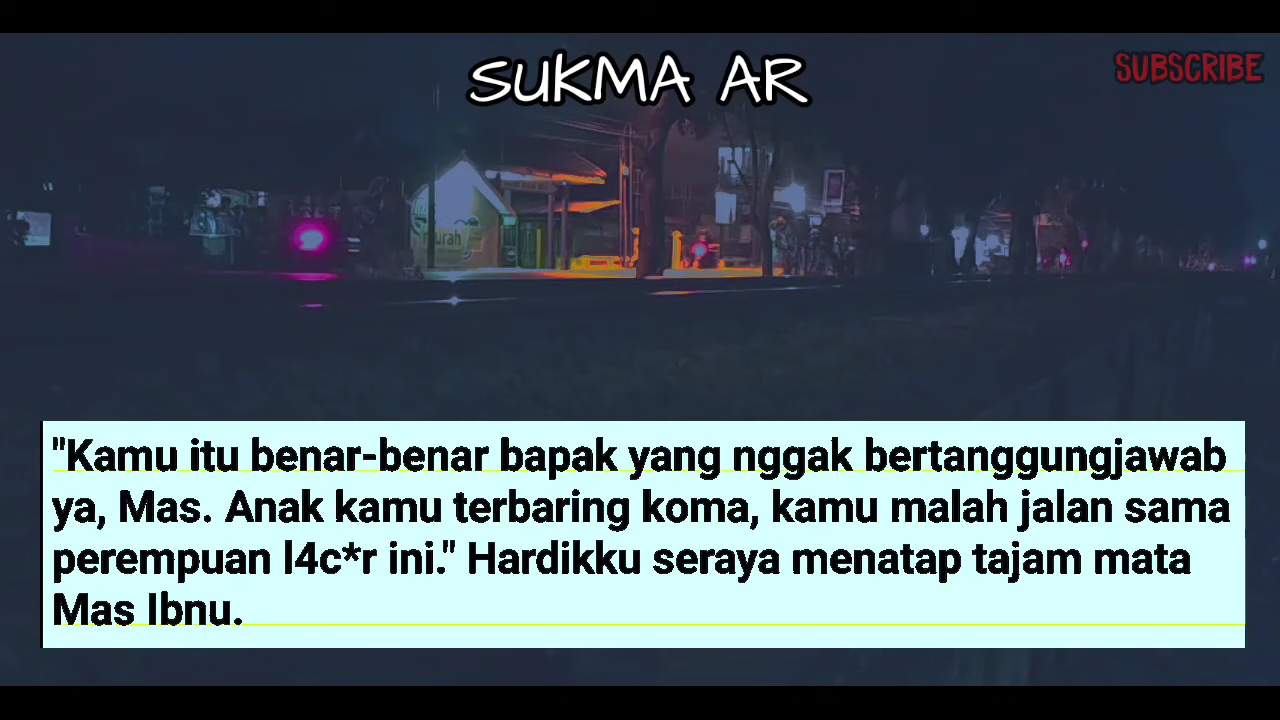 SUKMA AR
SUBSCRIBE
urah
"Kamu itu benar-benar bapak yang nggak bertanggungjawab
ya, Mas. Anak kamu terbaring koma, kamu malah jalan sama
perempuan l4c*r ini." Hardikku seraya menatap tajam mata
Mas Ibnu.